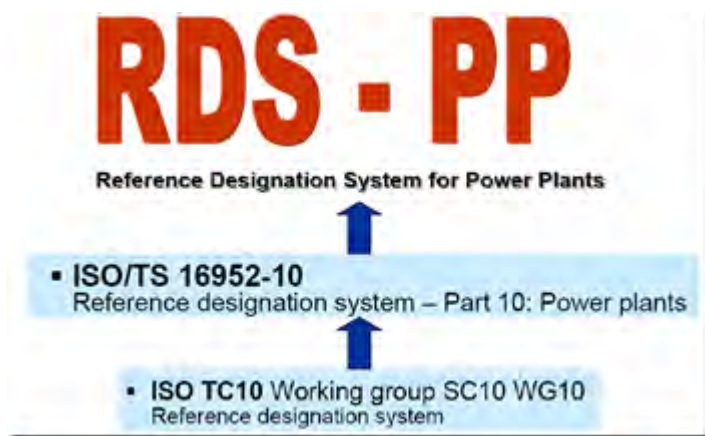 RDS - PP
Reference Designation System for Power Plants
▪ ISO/TS 16952-10
Reference designation system – Part 10: Power plants
▪ ISO TC10 Working group SC10 WG10
Reference designation system